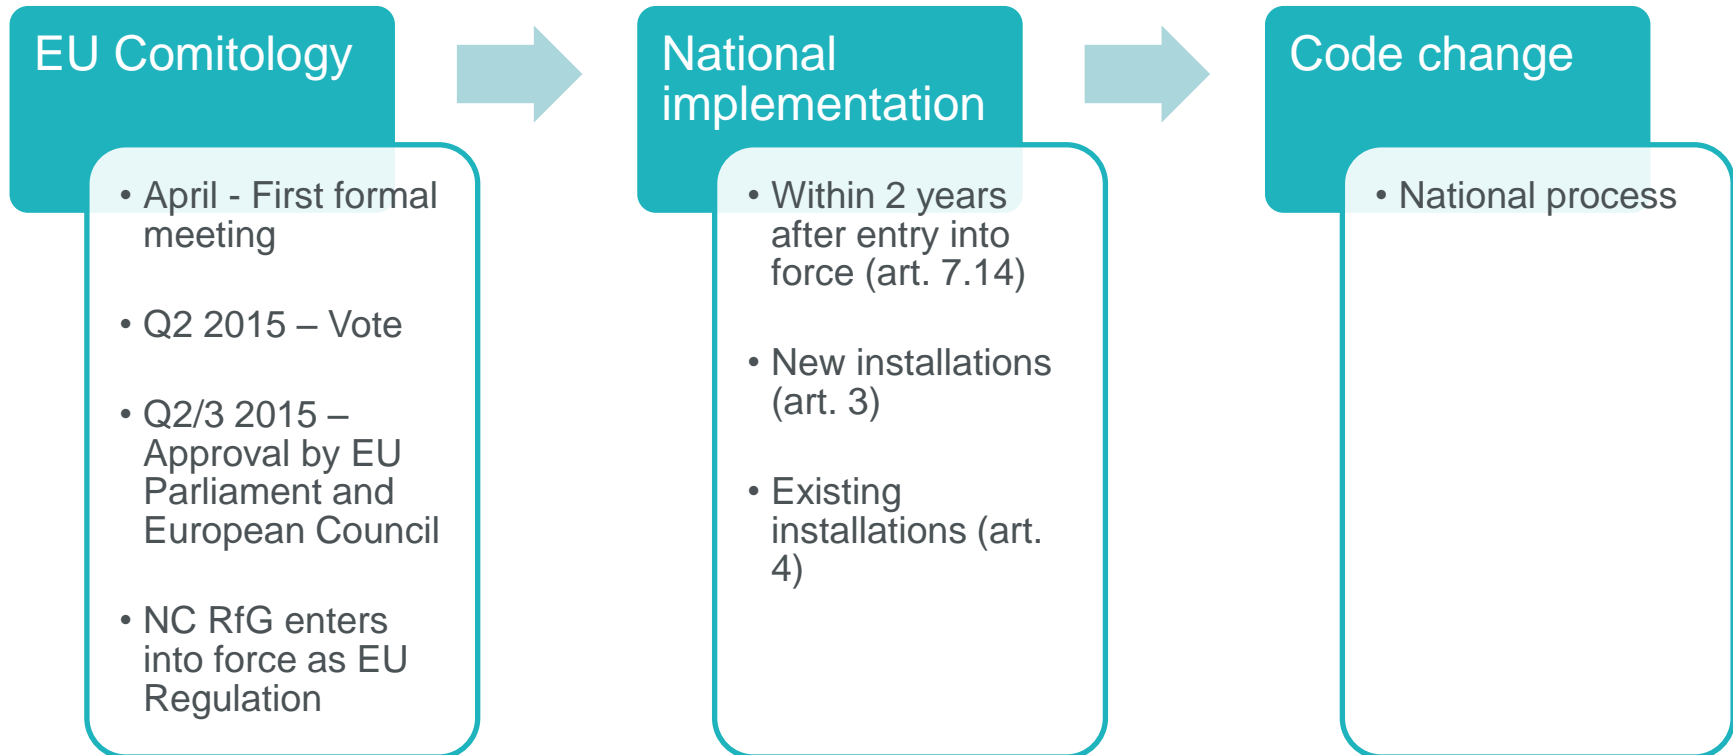 EU Comitology
• April - First formal
meeting
• Q2 2015 – Vote
• Q2/3 2015 –
Approval by EU
Parliament and
European Council
• NC RfG enters
into force as EU
Regulation
National
implementation
• Within 2 years
after entry into
force (art. 7.14)
• New installations
(art. 3)
• Existing
installations (art.
4)
Code change
• National process